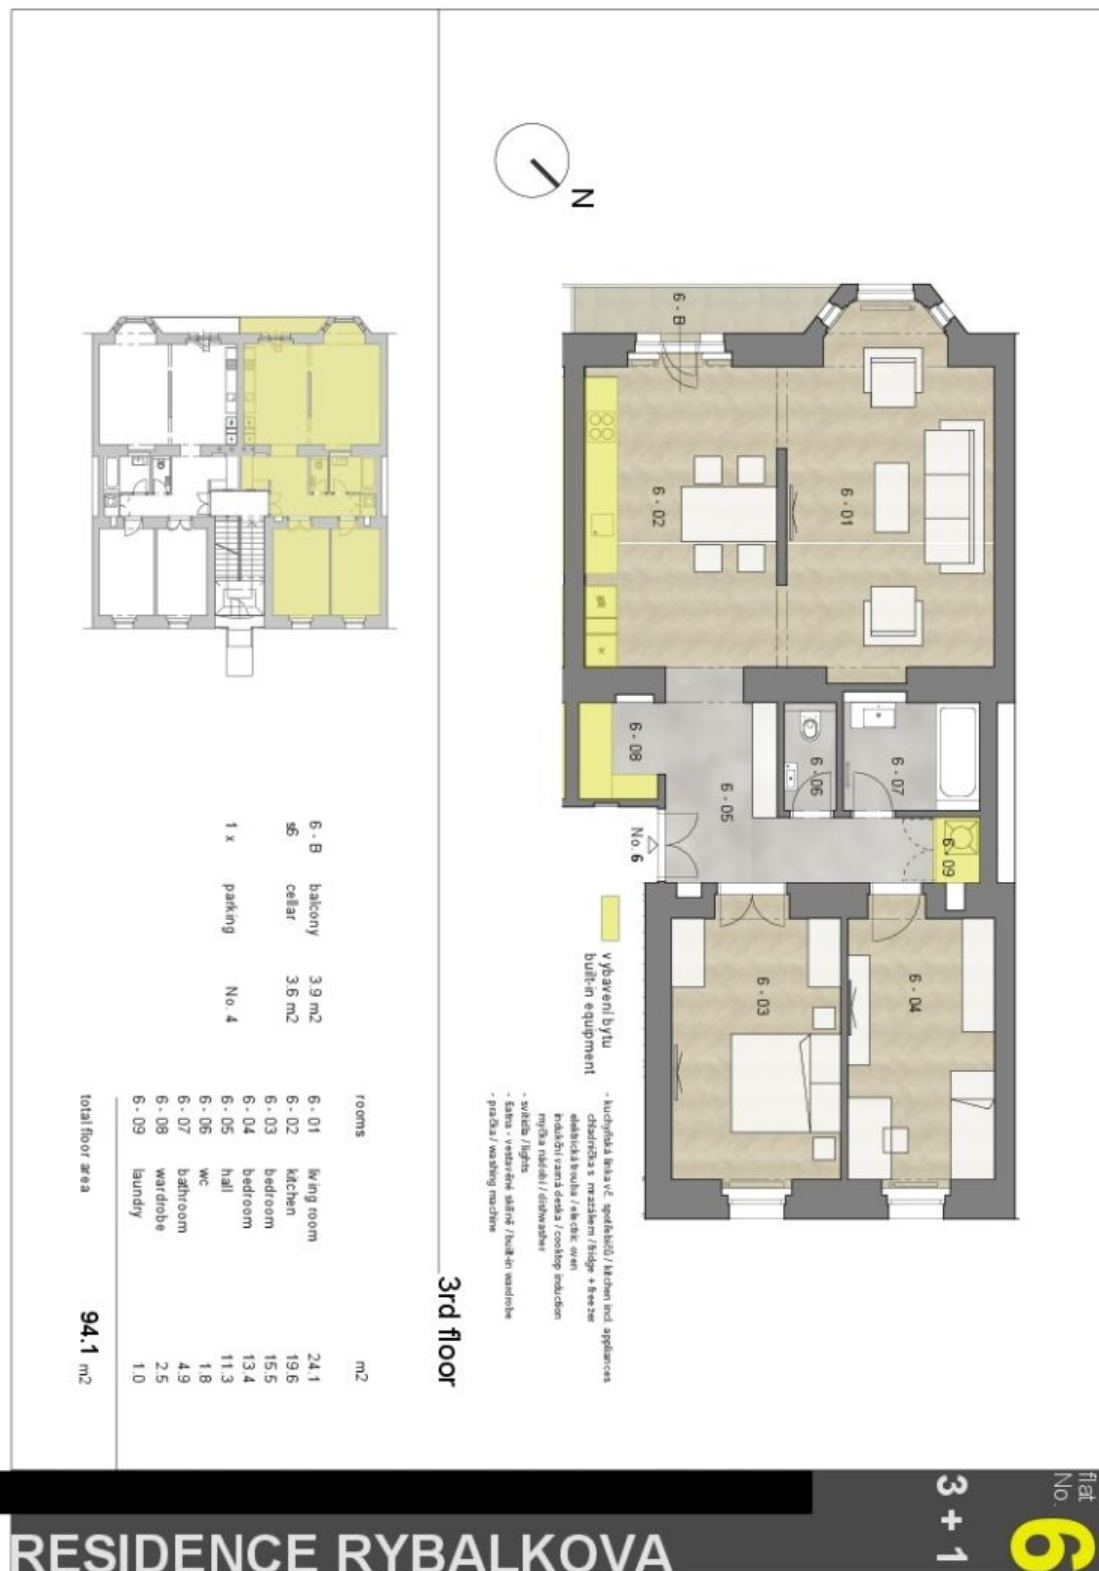 N
6 - B
6 - 01
6 - 02
6 - 08
6 - 05
6 - 06
6 - 07
6 - 09
No.6
6 - 03
6 - 04
vybavení bytu
built-in equipment
- kuchyňská linka vč. spotřebičů / kitchen incl. appliances
chladnička s mrazákem / fridge + freezer
elektrická trouba / electric oven
indukční varná deska / cooktop induction
myčka nádobí / dishwasher
- svítidla / lights
- šatna - vestavěné skříně / built-in wardrobe
- pračka / washing machine
3rd floor
6 - B balcony 3.9 m2
s6 cellar 3.6 m2
1 x parking No. 4
rooms m2
6 - 01 living room 24.1
6 - 02 kitchen 19.6
6 - 03 bedroom 15.5
6 - 04 bedroom 13.4
6 - 05 hall 11.3
6 - 06 wc 1.8
6 - 07 bathroom 4.9
6 - 08 wardrobe 2.5
6 - 09 laundry 1.0
total floor area 94.1 m2
flat
No. 6
3 + 1
RESIDENCE RYBALKOVA